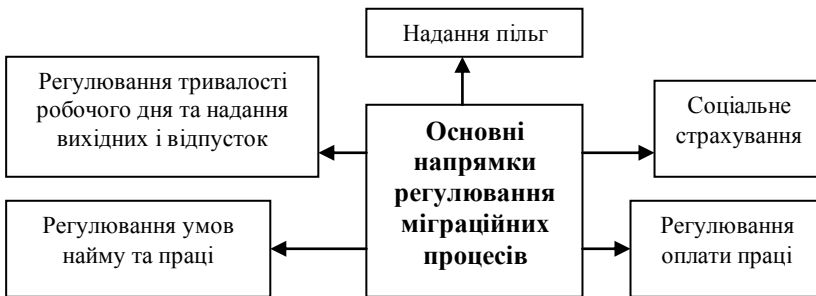 Надання пільг
Регулювання тривалості
робочого дня та надання
вихідних і відпусток
Основні
напрямки
регулювання
міграційних
процесів
Соціальне
страхування
Регулювання умов
найму та праці
Регулювання
оплати праці